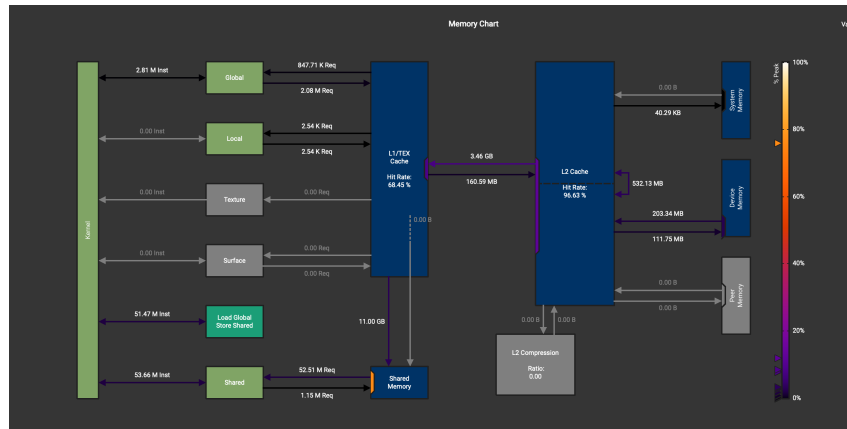 Memory Chart
2.81 M Inst
Global
847.71 K Req
2.08 M Req
0.00 Inst
Local
2.54 K Req
2.54 K Req
0.00 Inst
Texture
0.00 Req
0.00 Inst
Surface
0.00 Req
0.00 Req
51.47 M Inst
Load Global
Store Shared
53.66 M Inst
Shared
52.51 M Req
1.15 M Req
Kernel
L1/TEX
Cache
Hit Rate:
68.45 %
0.00 B
11.00 GB
Shared
Memory
3.46 GB
160.59 MB
L2 Cache
Hit Rate:
96.63 %
0.00 B
0.00 B
L2 Compression
Ratio:
0.00
0.00 B
40.29 KB
System
Memory
532.13 MB
203.34 MB
111.75 MB
Device
Memory
0.00 B
0.00 B
Peer
Memory
% Peak
100%
80%
60%
40%
20%
0%